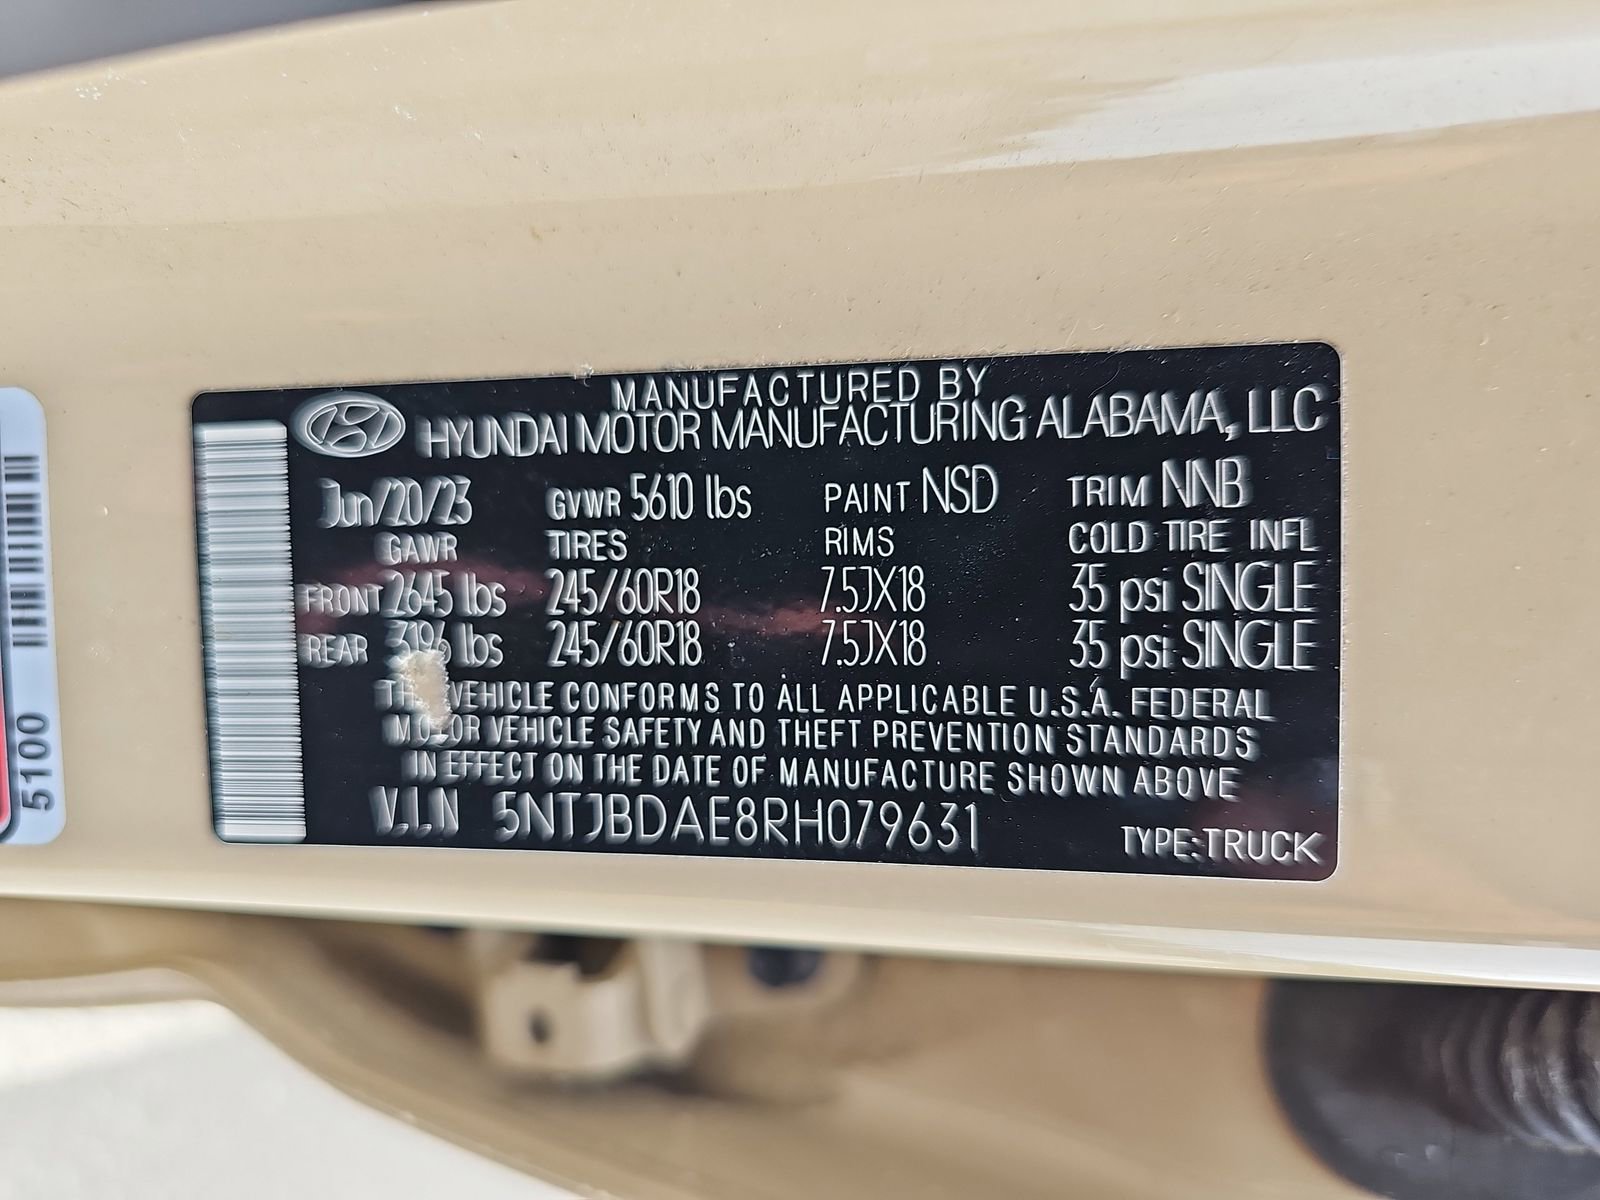 MANUFACTURED BY
HYUNDAI MOTOR MANUFACTURING ALABAMA, LLC
Jun/20/23 GVWR 5610 lbs PAINT NSD TRIM NNB
GAWR TIRES RIMS COLD TIRE INFL
FRONT 2645 lbs 245/60R18 7.5JX18 35 psi SINGLE
REAR 3196 lbs 245/60R18 7.5JX18 35 psi SINGLE
THIS VEHICLE CONFORMS TO ALL APPLICABLE U.S.A. FEDERAL
MOTOR VEHICLE SAFETY AND THEFT PREVENTION STANDARDS
IN EFFECT ON THE DATE OF MANUFACTURE SHOWN ABOVE
V.I.N 5NTJBDAE8RH079631 TYPE:TRUCK
5100